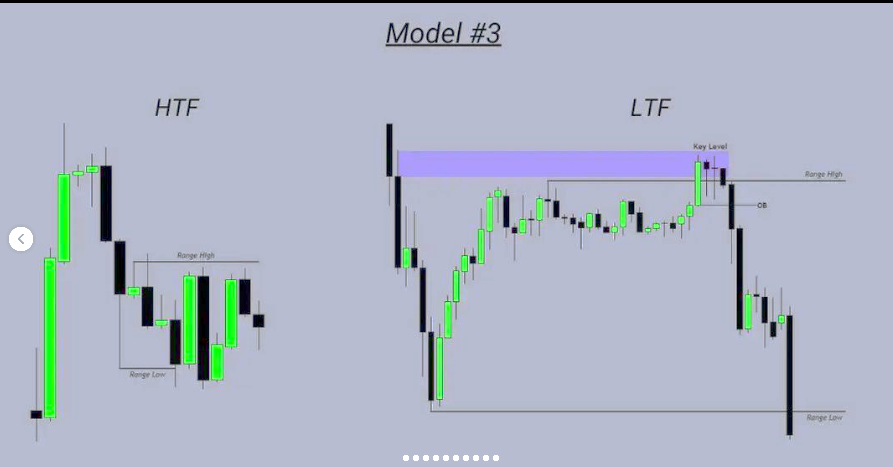 Model #3
HTF
LTF
Key Level
Range High
OB
Range High
Range Low
Range Low